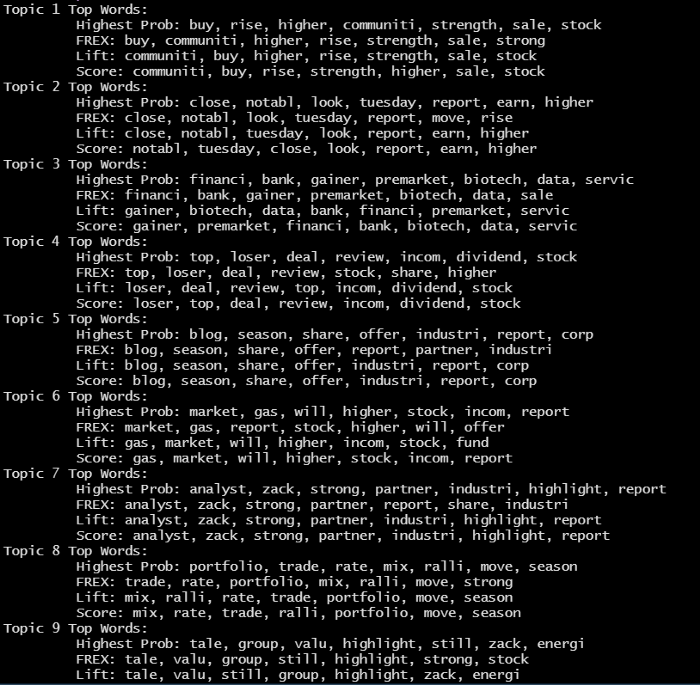 Topic 1 Top Words:
Highest Prob: buy, rise, higher, communiti, strength, sale, stock
FREX: buy, communiti, higher, rise, strength, sale, strong
Lift: communiti, buy, higher, rise, strength, sale, stock
Score: communiti, buy, rise, strength, higher, sale, stock
Topic 2 Top Words:
Highest Prob: close, notabl, look, tuesday, report, earn, higher
FREX: close, notabl, look, tuesday, report, move, rise
Lift: close, notabl, tuesday, look, report, earn, higher
Score: notabl, tuesday, close, look, report, earn, higher
Topic 3 Top Words:
Highest Prob: financi, bank, gainer, premarket, biotech, data, servic
FREX: financi, bank, gainer, premarket, biotech, data, sale
Lift: gainer, biotech, data, bank, financi, premarket, servic
Score: gainer, premarket, financi, bank, biotech, data, servic
Topic 4 Top Words:
Highest Prob: top, loser, deal, review, incom, dividend, stock
FREX: top, loser, deal, review, stock, share, higher
Lift: loser, deal, review, top, incom, dividend, stock
Score: loser, top, deal, review, incom, dividend, stock
Topic 5 Top Words:
Highest Prob: blog, season, share, offer, industri, report, corp
FREX: blog, season, share, offer, report, partner, industri
Lift: blog, season, share, offer, industri, report, corp
Score: blog, season, share, offer, industri, report, corp
Topic 6 Top Words:
Highest Prob: market, gas, will, higher, stock, incom, report
FREX: market, gas, report, stock, higher, will, offer
Lift: gas, market, will, higher, incom, stock, fund
Score: gas, market, will, higher, stock, incom, report
Topic 7 Top Words:
Highest Prob: analyst, zack, strong, partner, industri, highlight, report
FREX: analyst, zack, strong, partner, report, share, industri
Lift: analyst, zack, strong, partner, industri, highlight, report
Score: analyst, zack, strong, partner, industri, highlight, report
Topic 8 Top Words:
Highest Prob: portfolio, trade, rate, mix, ralli, move, season
FREX: trade, rate, portfolio, mix, ralli, move, strong
Lift: mix, ralli, rate, trade, portfolio, move, season
Score: mix, rate, trade, ralli, portfolio, move, season
Topic 9 Top Words:
Highest Prob: tale, group, valu, highlight, still, zack, energi
FREX: tale, valu, group, still, highlight, strong, stock
Lift: tale, valu, still, group, highlight, zack, energi